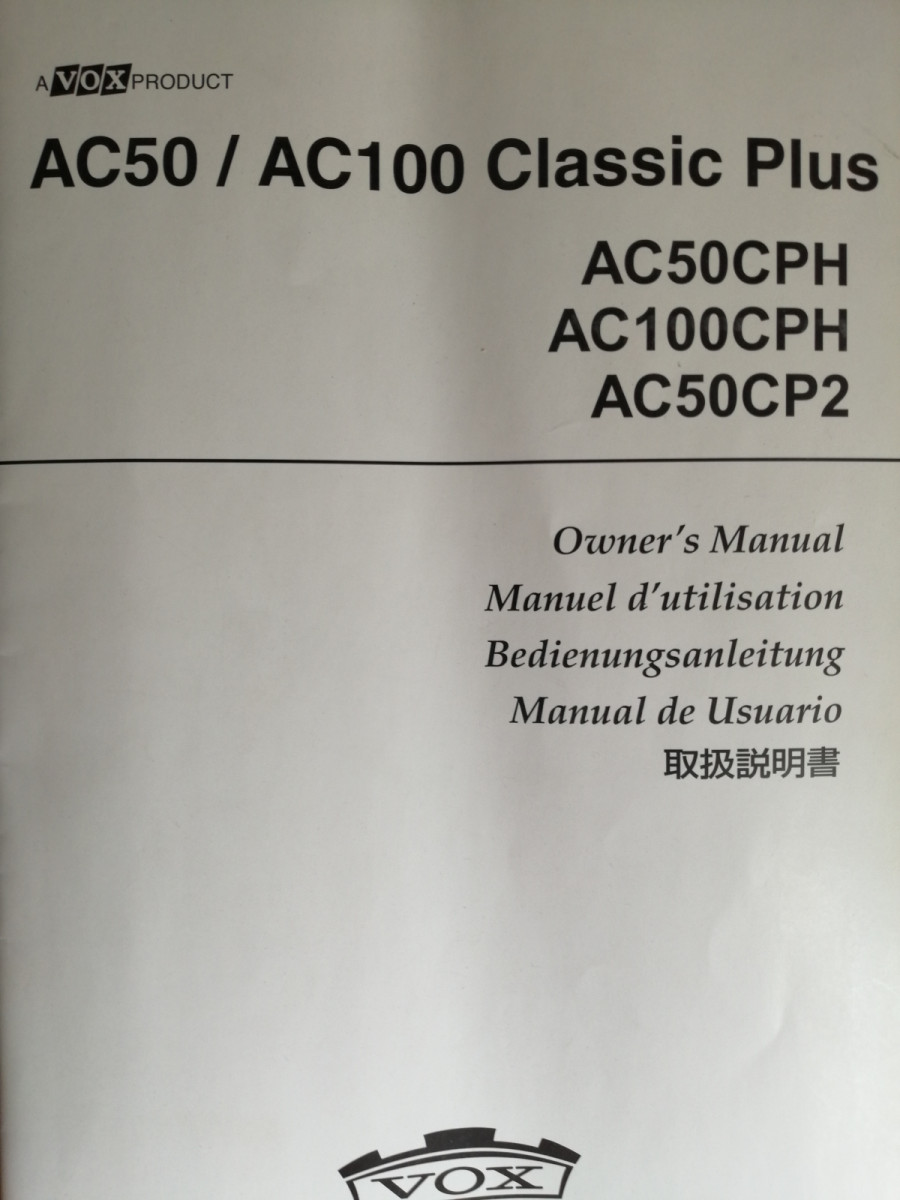 A VOX PRODUCT
AC50 / AC100 Classic Plus
AC50CPH
AC100CPH
AC50CP2
Owner's Manual
Manuel d'utilisation
Bedienungsanleitung
Manual de Usuario
取扱説明書
VOX